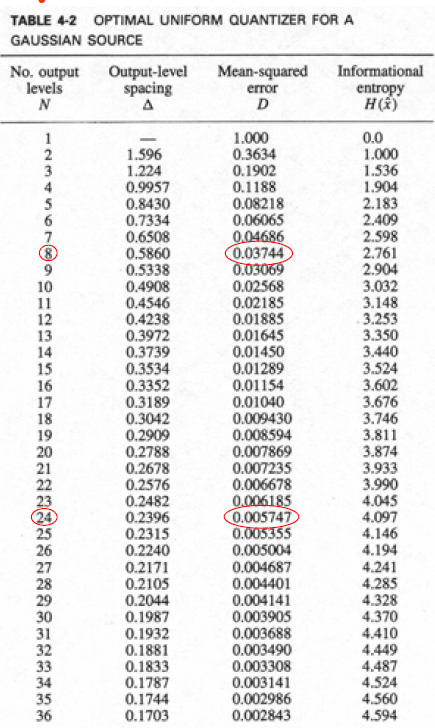 TABLE 4-2 OPTIMAL UNIFORM QUANTIZER FOR A
GAUSSIAN SOURCE
No. output Output-level Mean-squared Informational
levels spacing error entropy
N Δ D H(x̂)
1 — 1.000 0.0
2 1.596 0.3634 1.000
3 1.224 0.1902 1.536
4 0.9957 0.1188 1.904
5 0.8430 0.08218 2.183
6 0.7334 0.06065 2.409
7 0.6508 0.04686 2.598
8 0.5860 0.03744 2.761
9 0.5338 0.03069 2.904
10 0.4908 0.02568 3.032
11 0.4546 0.02185 3.148
12 0.4238 0.01885 3.253
13 0.3972 0.01645 3.350
14 0.3739 0.01450 3.440
15 0.3534 0.01289 3.524
16 0.3352 0.01154 3.602
17 0.3189 0.01040 3.676
18 0.3042 0.009430 3.746
19 0.2909 0.008594 3.811
20 0.2788 0.007869 3.874
21 0.2678 0.007235 3.933
22 0.2576 0.006678 3.990
23 0.2482 0.006185 4.045
24 0.2396 0.005747 4.097
25 0.2315 0.005355 4.146
26 0.2240 0.005004 4.194
27 0.2171 0.004687 4.241
28 0.2105 0.004401 4.285
29 0.2044 0.004141 4.328
30 0.1987 0.003905 4.370
31 0.1932 0.003688 4.410
32 0.1881 0.003490 4.449
33 0.1833 0.003308 4.487
34 0.1787 0.003141 4.524
35 0.1744 0.002986 4.560
36 0.1703 0.002843 4.594